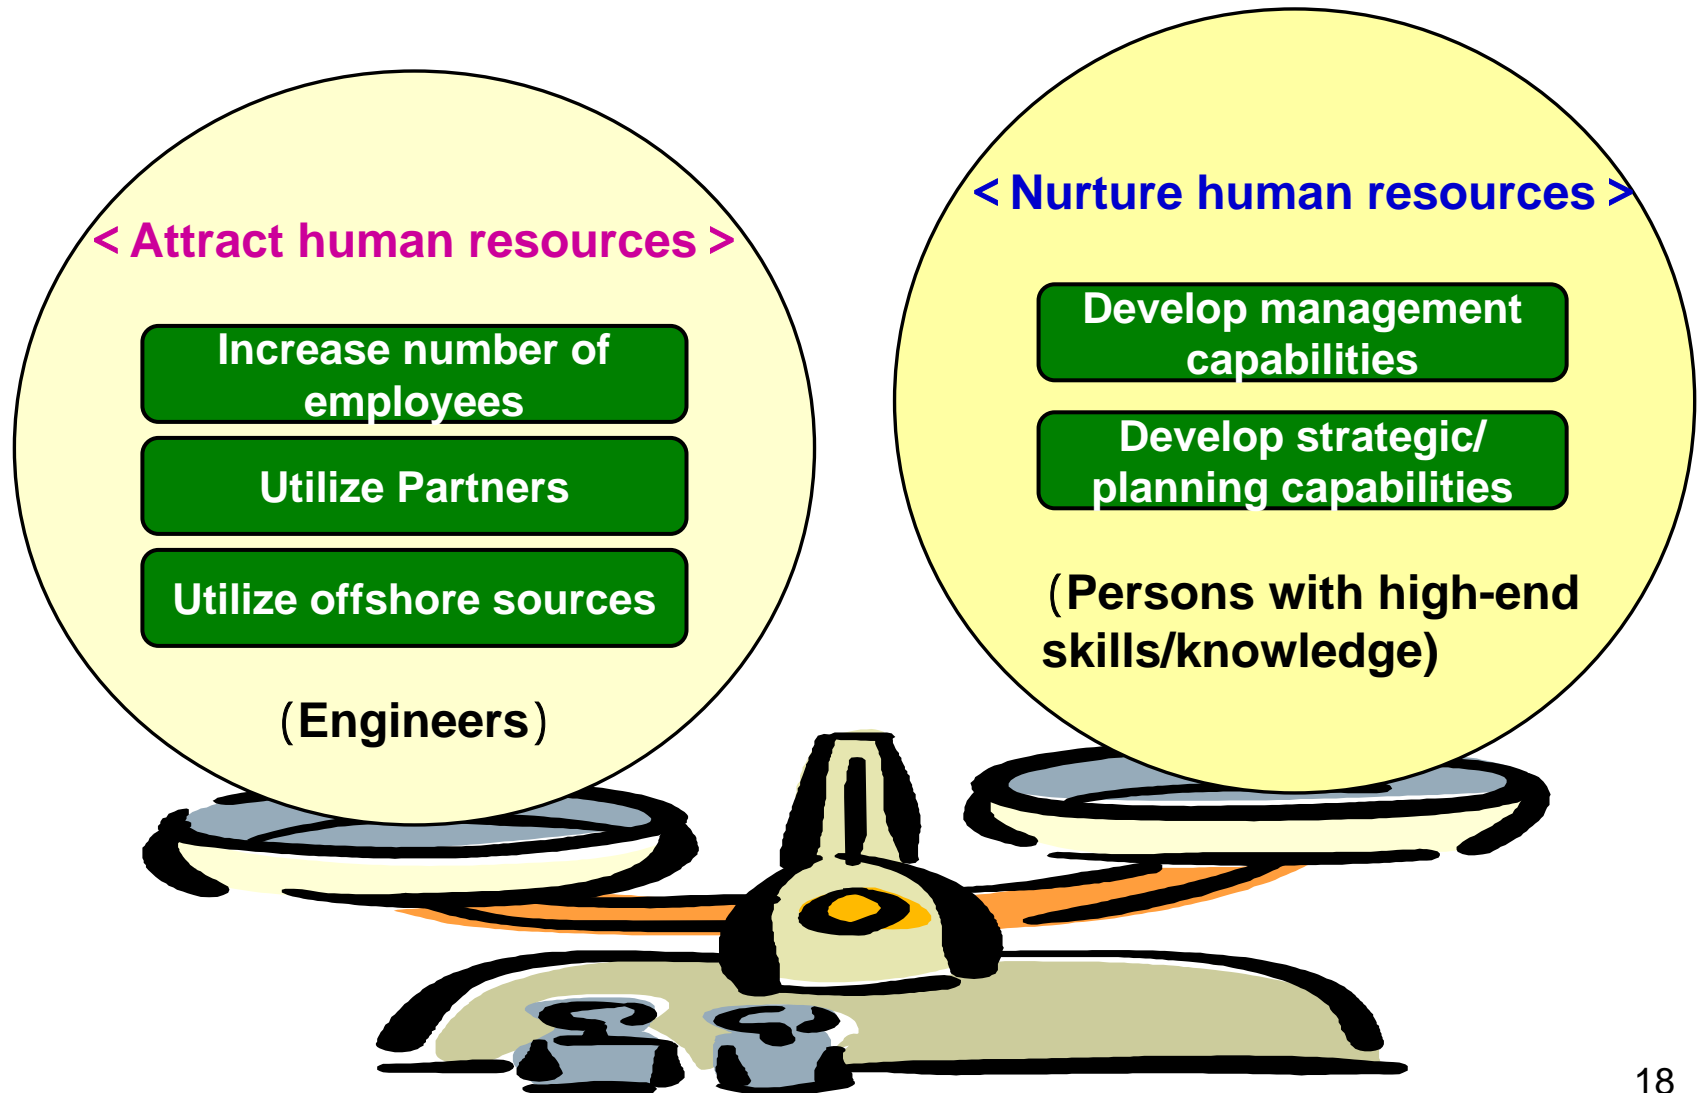 < Attract human resources >
Increase number of
employees
Utilize Partners
Utilize offshore sources
(Engineers)
< Nurture human resources >
Develop management
capabilities
Develop strategic/
planning capabilities
(Persons with high-end
skills/knowledge)
18